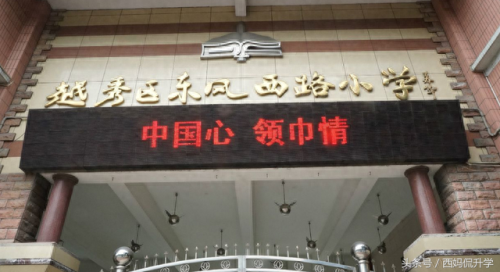 越秀区东风西路小学
中国心 领巾情
头条号 / 西妈侃升学